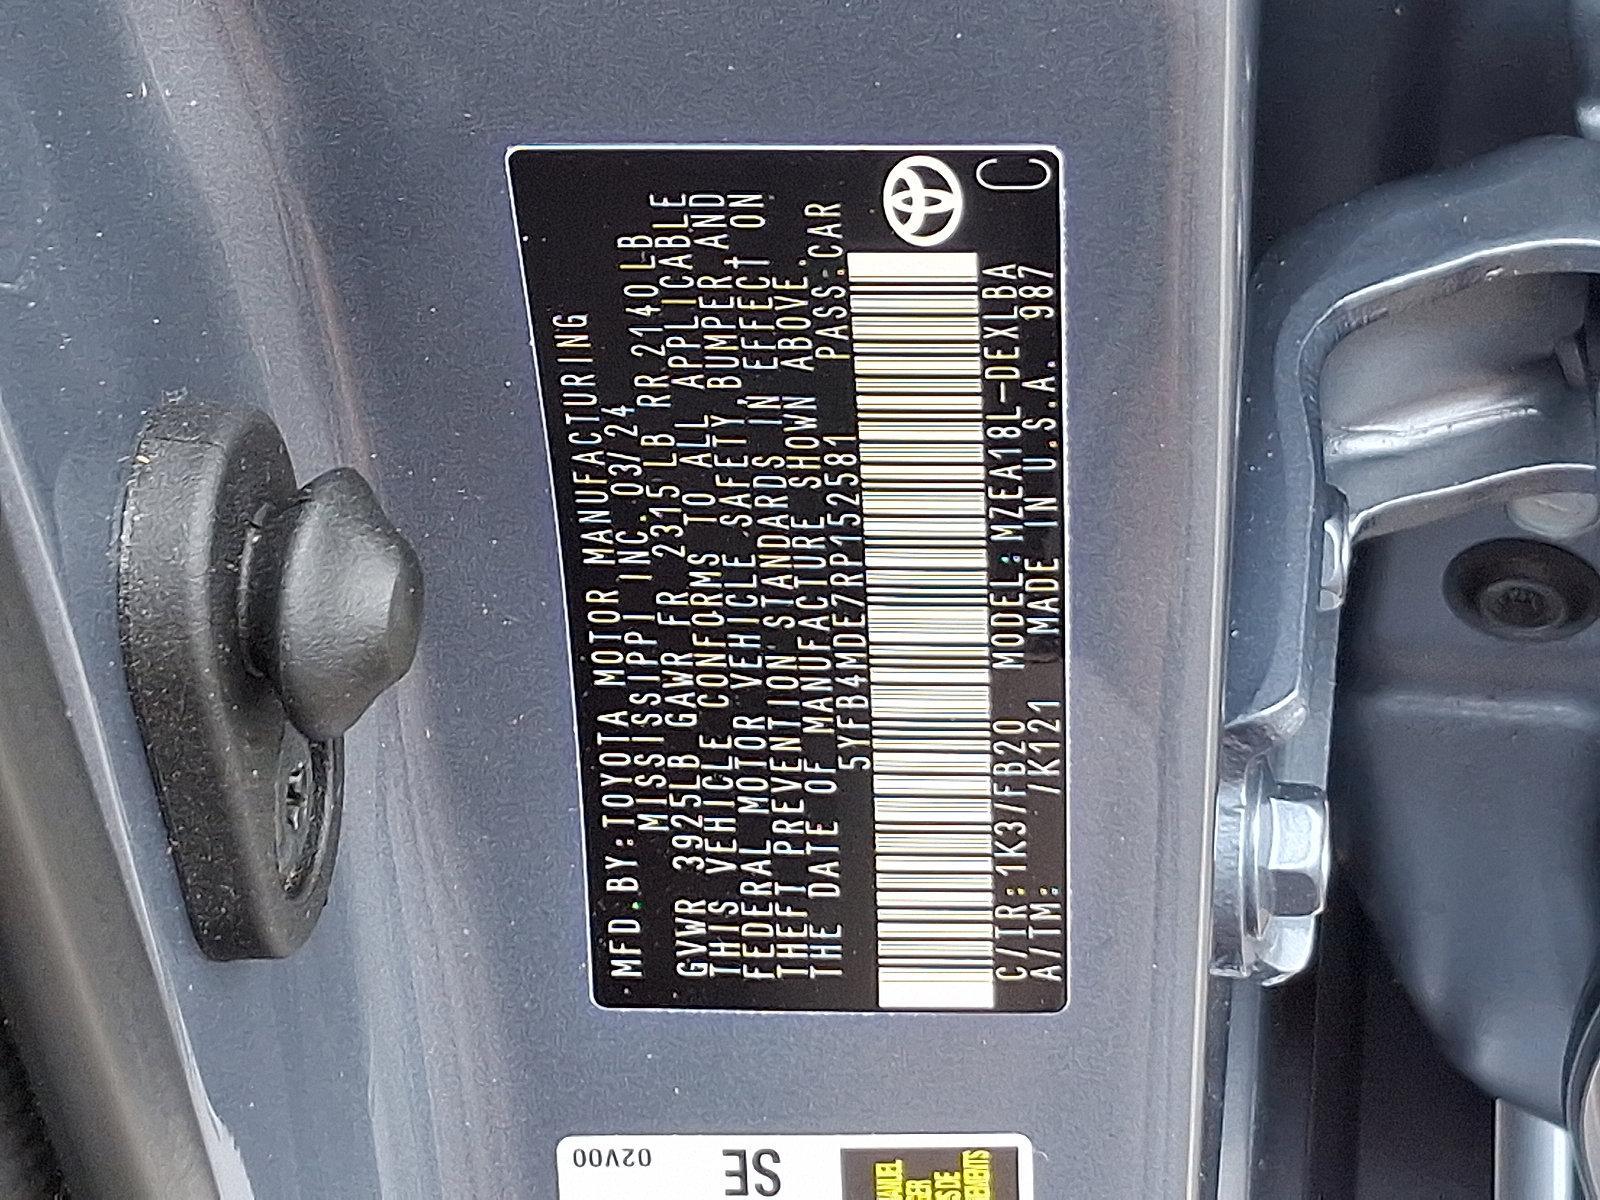 MFD.BY:TOYOTA MOTOR MANUFACTURING
MISSISSIPPI INC. 03/24
GVWR 3925LB GAWR FR 2315LB RR 2140LB
THIS VEHICLE CONFORMS TO ALL APPLICABLE
FEDERAL MOTOR VEHICLE SAFETY, BUMPER, AND
THEFT PREVENTION STANDARDS IN EFFECT ON
THE DATE OF MANUFACTURE SHOWN ABOVE.
5YFB4MDE7RP152581 PASS.CAR
C/TR:1K3/FB20 MODEL:MZEA18L-DEXLBA
A/TM: /K121 MADE IN U.S.A. 987
C
02V00
SE